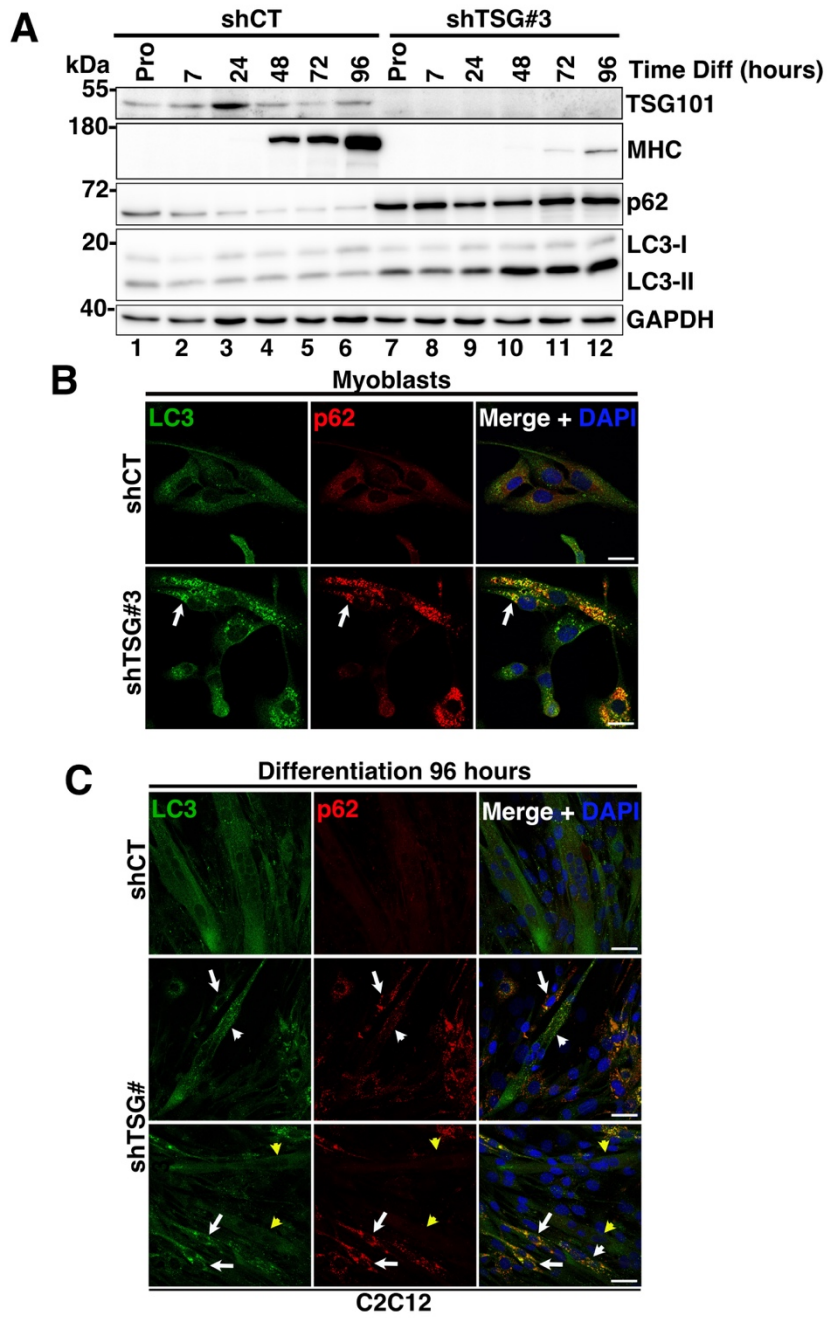 A
shCT shTSG#3
kDa Pro 7 24 48 72 96 Pro 7 24 48 72 96 Time Diff (hours)
55- TSG101
180- MHC
72- p62
20- LC3-I
LC3-II
40- GAPDH
1 2 3 4 5 6 7 8 9 10 11 12
B
Myoblasts
LC3 p62 Merge + DAPI
shCT
shTSG#3
C
Differentiation 96 hours
LC3 p62 Merge + DAPI
shCT
shTSG#
C2C12